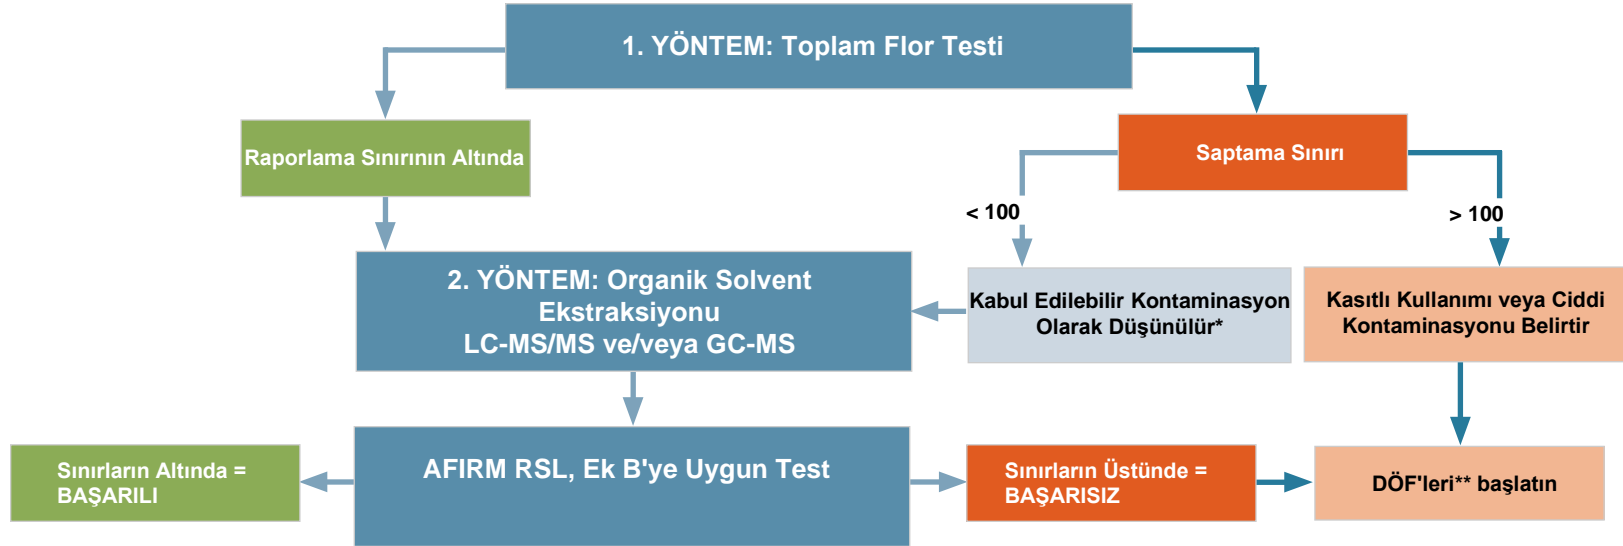 1. YÖNTEM: Toplam Flor Testi
Raporlama Sınırının Altında
Saptama Sınırı
< 100
> 100
2. YÖNTEM: Organik Solvent
Ekstraksiyonu
LC-MS/MS ve/veya GC-MS
Kabul Edilebilir Kontaminasyon
Olarak Düşünülür*
Kasıtlı Kullanımı veya Ciddi
Kontaminasyonu Belirtir
Sınırların Altında =
BAŞARILI
AFIRM RSL, Ek B'ye Uygun Test
Sınırların Üstünde =
BAŞARISIZ
DÖF'leri** başlatın